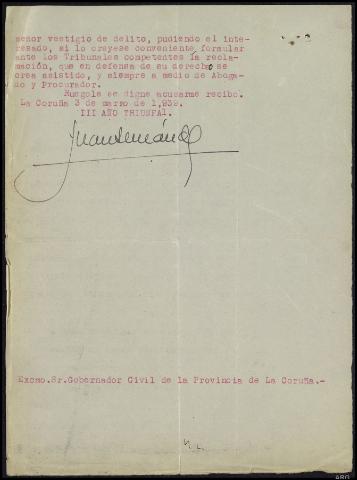 señor vestigio de delito, pudiendo el inte-
resado, si lo creyese conveniente formular
ante los Tribunales competentes la recla-
mación, que en defensa de su derecho se
crea asistido, y siempre a medio de Aboga-
do y Procurador.
Ruegole se digne acusarme recibo.
La Coruña 3 de marzo de 1,939.
III AÑO TRIUNFAL.
Excmo.Sr.Gobernador Civil de la Provincia de La Coruña.-